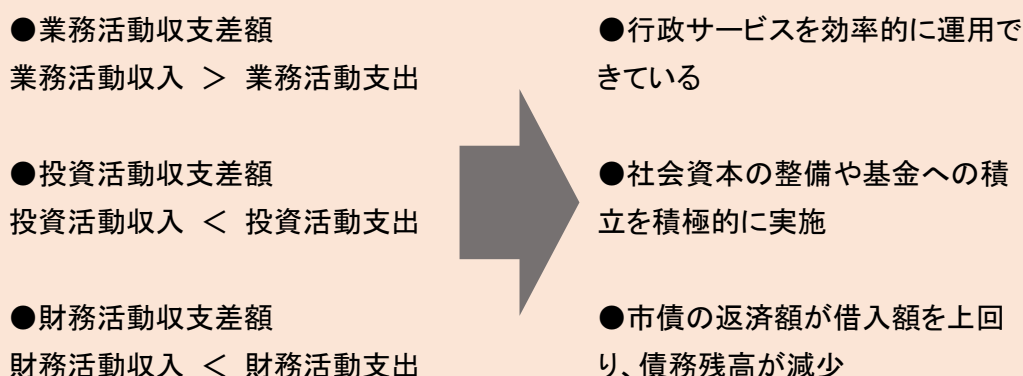 ●業務活動収支差額
業務活動収入 ＞ 業務活動支出
●投資活動収支差額
投資活動収入 ＜ 投資活動支出
●財務活動収支差額
財務活動収入 ＜ 財務活動支出
●行政サービスを効率的に運用で
きている
●社会資本の整備や基金への積
立を積極的に実施
●市債の返済額が借入額を上回
り、債務残高が減少